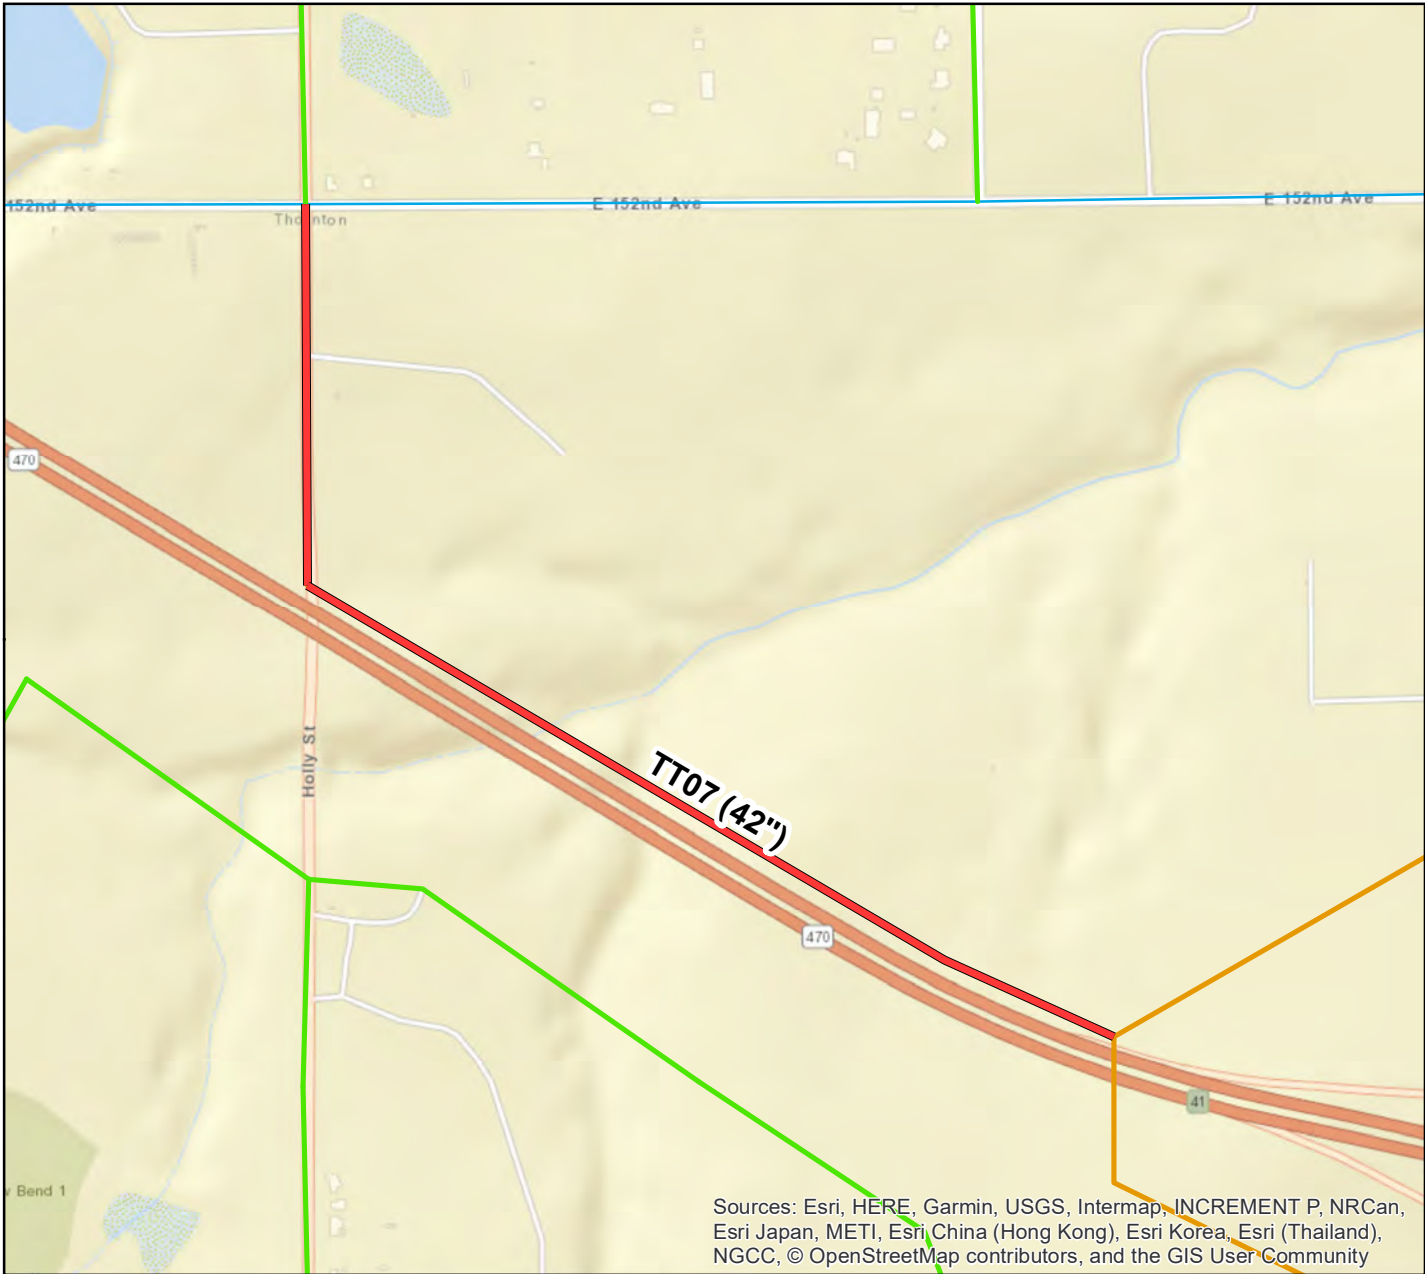 152nd Ave
E 152nd Ave
E 152nd Ave
Thornton
470
Holly St
TT07 (42")
470
41
w Bend 1
Sources: Esri, HERE, Garmin, USGS, Intermap, INCREMENT P, NRCan,
Esri Japan, METI, Esri China (Hong Kong), Esri Korea, Esri (Thailand),
NGCC, © OpenStreetMap contributors, and the GIS User Community